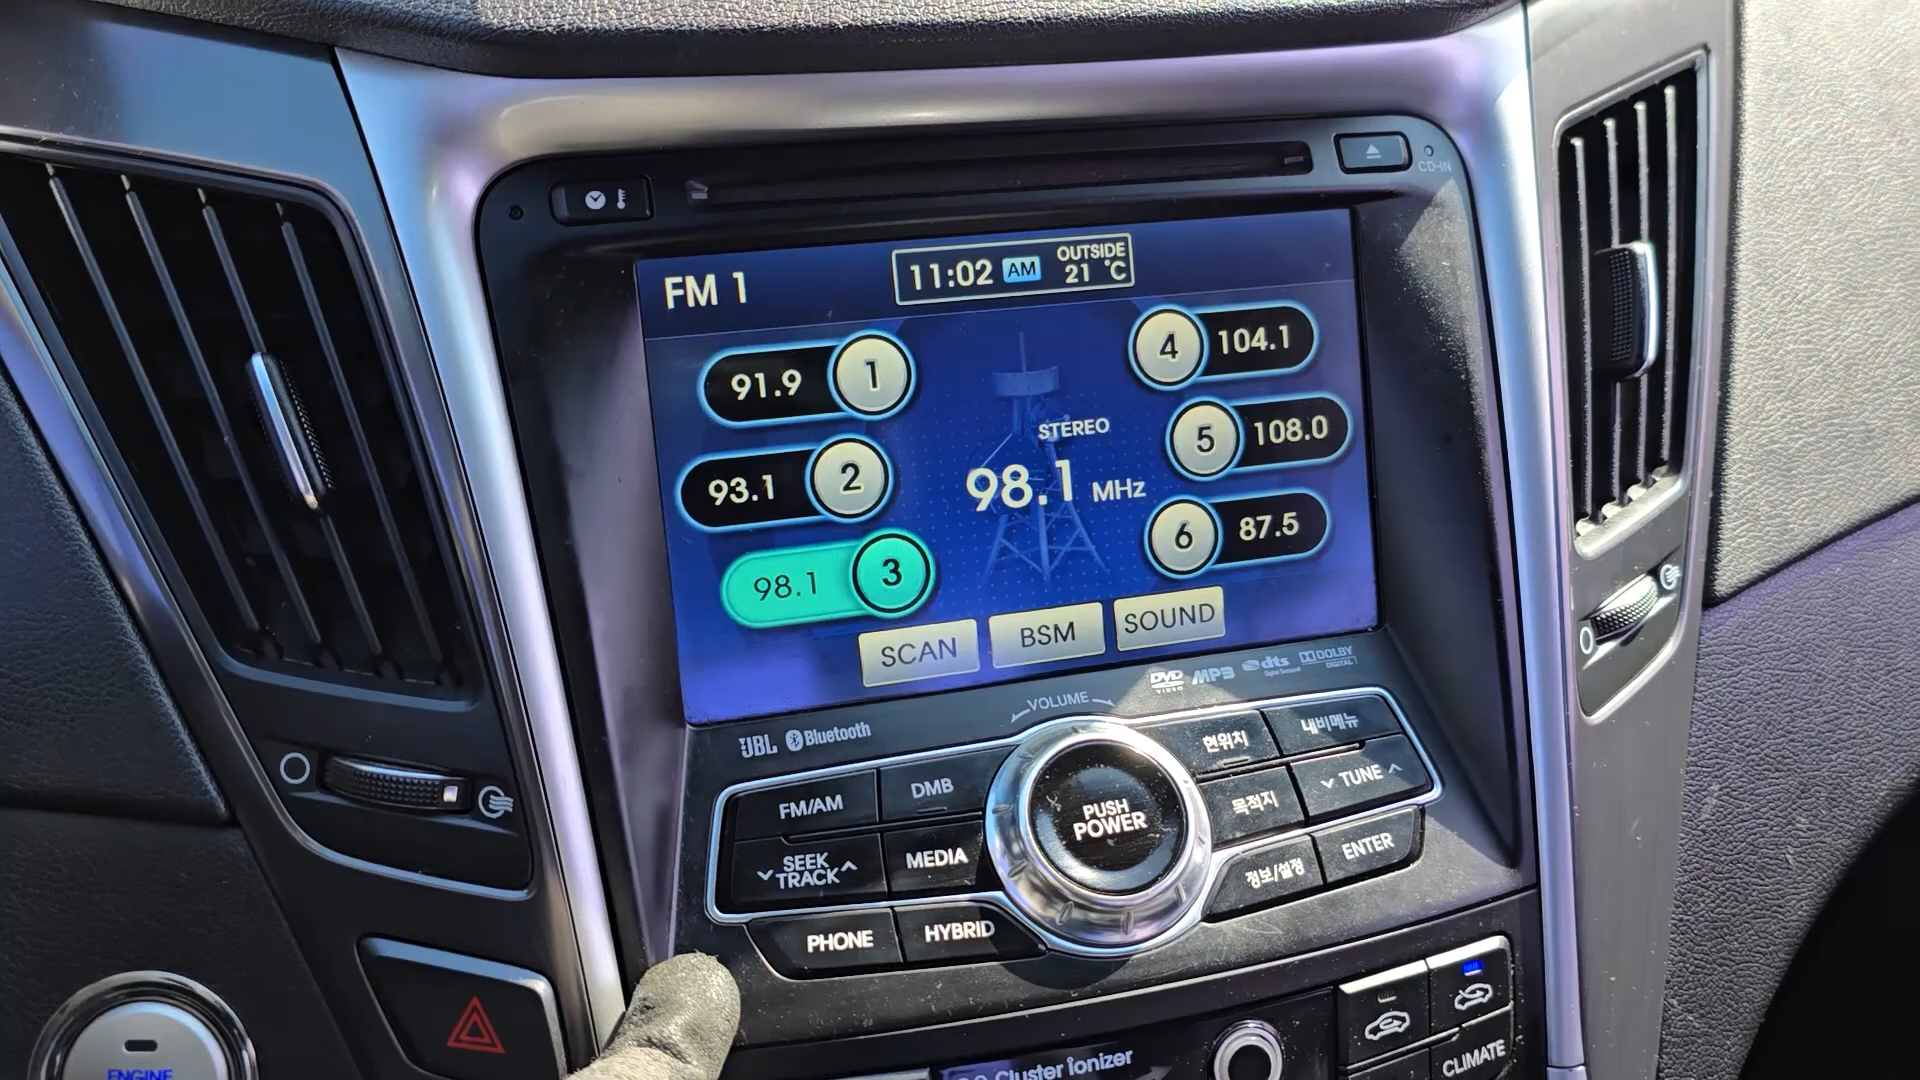 CD-IN
FM 1
11:02 AM
OUTSIDE
21 °C
91.9 1
93.1 2
98.1 3
STEREO
98.1 MHz
4 104.1
5 108.0
6 87.5
SCAN
BSM
SOUND
JBL
Bluetooth
VOLUME
DVD
VIDEO
MP3
dts
Digital Surround
DOLBY
DIGITAL
FM/AM
DMB
SEEK
TRACK
MEDIA
PHONE
HYBRID
PUSH
POWER
현위치
내비메뉴
목적지
TUNE
정보/설정
ENTER
ENGINE
Cluster ionizer
CLIMATE